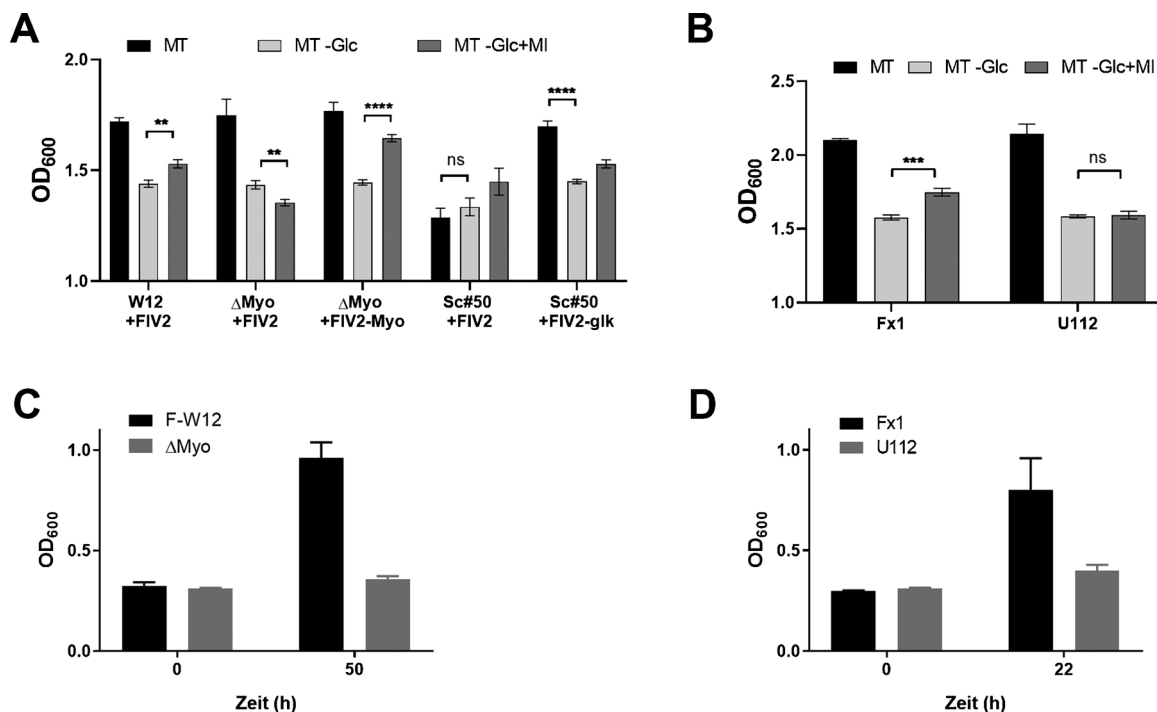 A
MT MT -Glc MT -Glc+MI
OD600
2.0
1.5
1.0
** ** **** ns ****
W12 ΔMyo ΔMyo Sc#50 Sc#50
+FIV2 +FIV2 +FIV2-Myo +FIV2 +FIV2-glk
B
MT MT -Glc MT -Glc+MI
OD600
2.5
2.0
1.5
1.0
*** ns
Fx1 U112
C
F-W12
ΔMyo
OD600
1.0
0.5
0.0
0 50
Zeit (h)
D
Fx1
U112
OD600
1.0
0.5
0.0
0 22
Zeit (h)